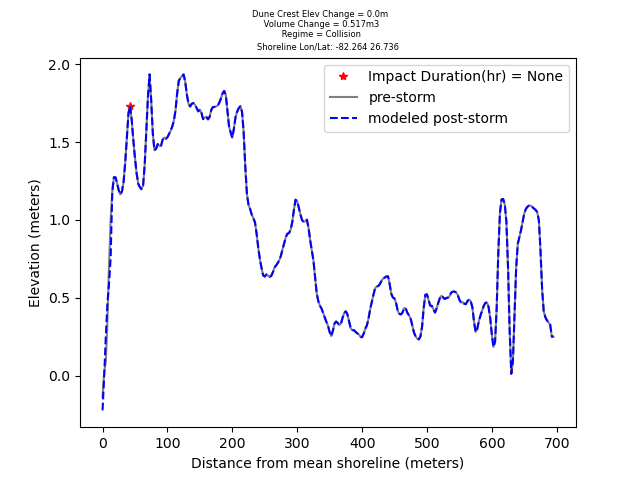 Dune Crest Elev Change = 0.0m
Volume Change = 0.517m3
Regime = Collision
Shoreline Lon/Lat: -82.264 26.736
2.0
1.5
1.0
0.5
0.0
Elevation (meters)
Impact Duration(hr) = None
pre-storm
modeled post-storm
0 100 200 300 400 500 600 700
Distance from mean shoreline (meters)